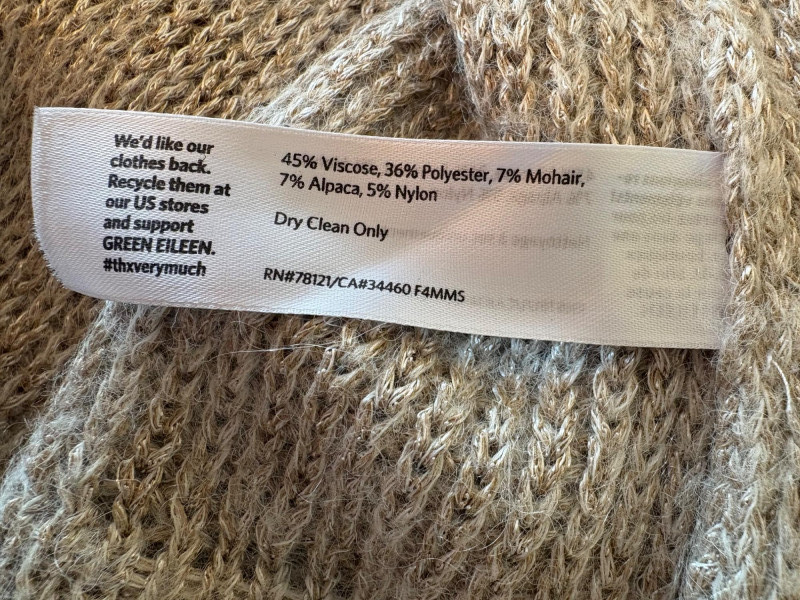 We'd like our
clothes back.
Recycle them at
our US stores
and support
GREEN EILEEN.
#thxverymuch
45% Viscose, 36% Polyester, 7% Mohair,
7% Alpaca, 5% Nylon
Dry Clean Only
RN#78121/CA#34460 F4MMS